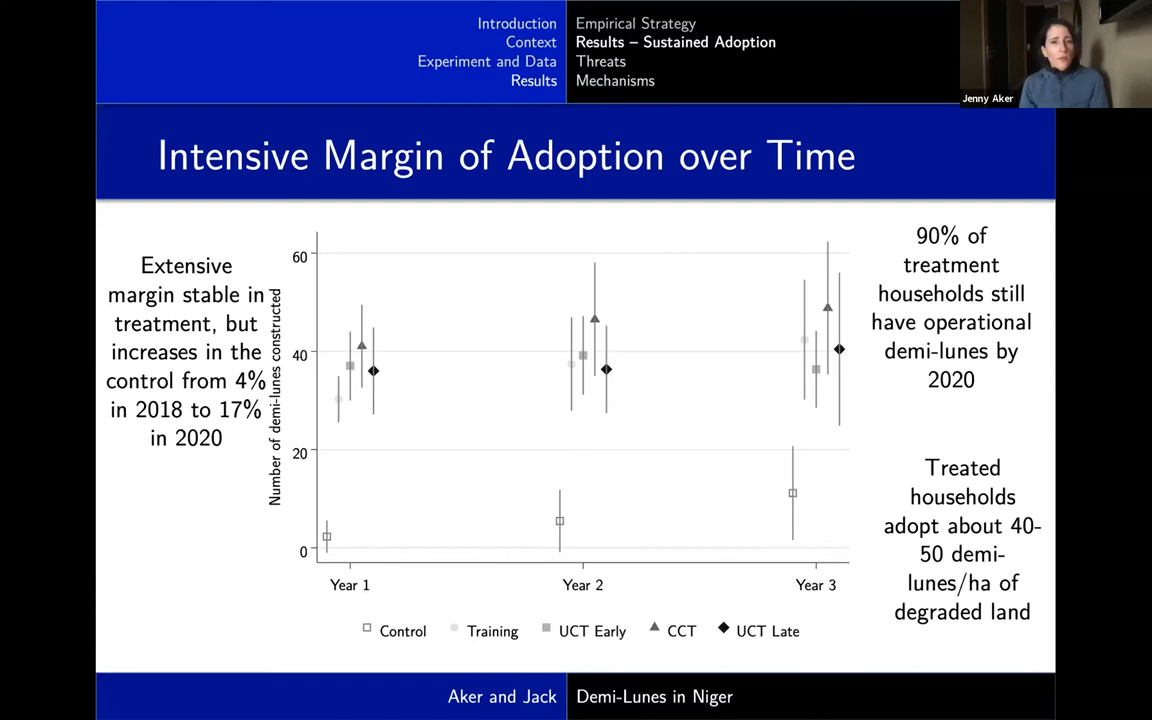 Introduction
Context
Experiment and Data
Results
Empirical Strategy
Results – Sustained Adoption
Threats
Mechanisms
Jenny Aker
Intensive Margin of Adoption over Time
Extensive
margin stable in
treatment, but
increases in the
control from 4%
in 2018 to 17%
in 2020
Number of demi-lunes constructed
60
40
20
0
Year 1
Year 2
Year 3
Control
Training
UCT Early
CCT
UCT Late
90% of
treatment
households still
have operational
demi-lunes by
2020
Treated
households
adopt about 40-
50 demi-
lunes/ha of
degraded land
Aker and Jack
Demi-Lunes in Niger